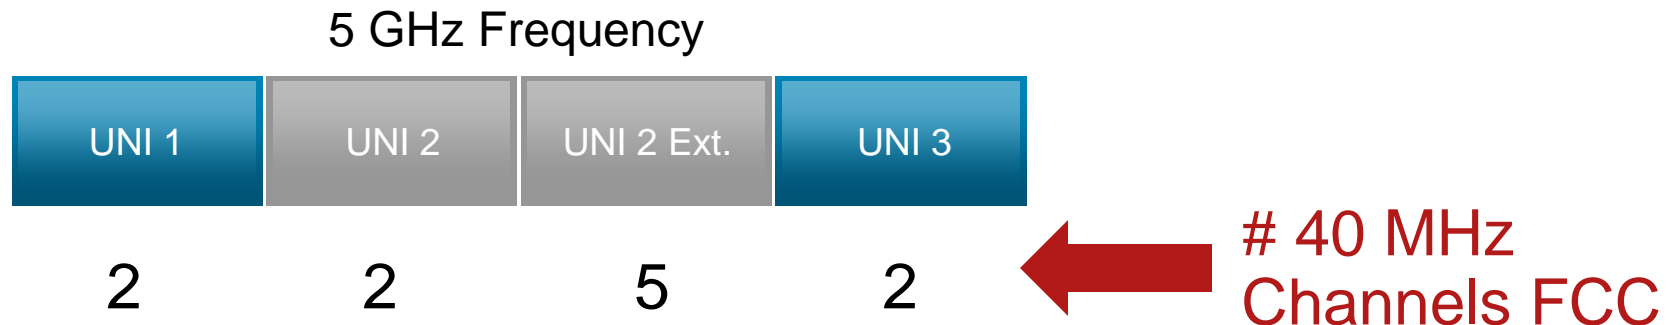 5 GHz Frequency
UNI 1 UNI 2 UNI 2 Ext. UNI 3
2 2 5 2
# 40 MHz
Channels FCC